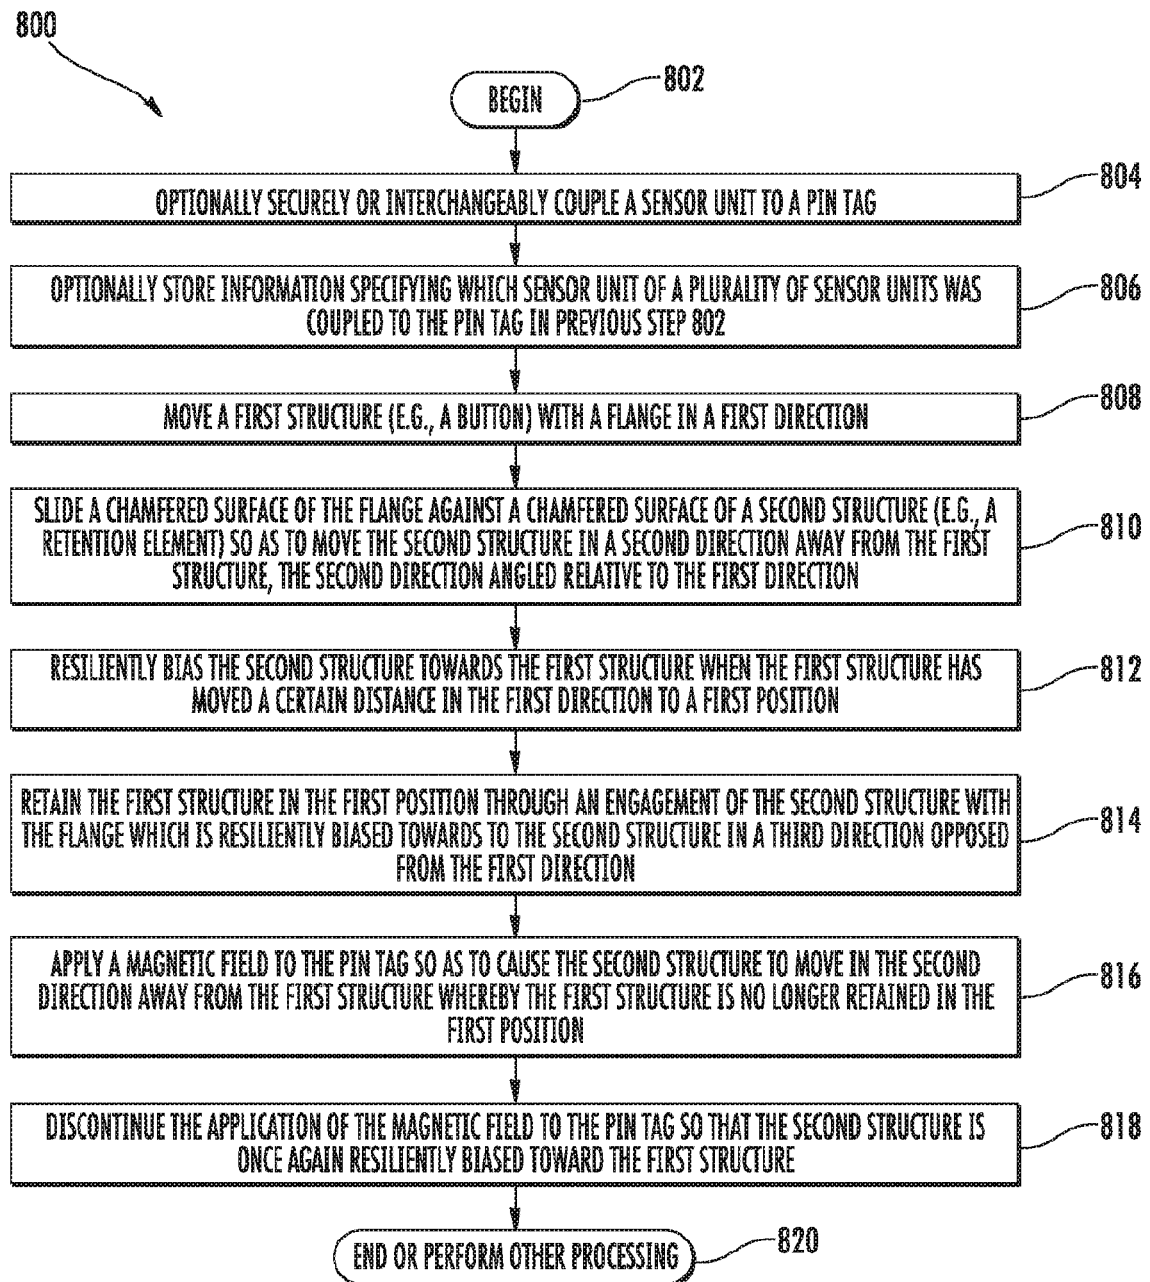 800
BEGIN
802
OPTIONALLY SECURELY OR INTERCHANGEABLY COUPLE A SENSOR UNIT TO A PIN TAG
804
OPTIONALLY STORE INFORMATION SPECIFYING WHICH SENSOR UNIT OF A PLURALITY OF SENSOR UNITS WAS
COUPLED TO THE PIN TAG IN PREVIOUS STEP 802
806
MOVE A FIRST STRUCTURE (E.G., A BUTTON) WITH A FLANGE IN A FIRST DIRECTION
808
SLIDE A CHAMFERED SURFACE OF THE FLANGE AGAINST A CHAMFERED SURFACE OF A SECOND STRUCTURE (E.G., A
RETENTION ELEMENT) SO AS TO MOVE THE SECOND STRUCTURE IN A SECOND DIRECTION AWAY FROM THE FIRST
STRUCTURE, THE SECOND DIRECTION ANGLED RELATIVE TO THE FIRST DIRECTION
810
RESILIENTLY BIAS THE SECOND STRUCTURE TOWARDS THE FIRST STRUCTURE WHEN THE FIRST STRUCTURE HAS
MOVED A CERTAIN DISTANCE IN THE FIRST DIRECTION TO A FIRST POSITION
812
RETAIN THE FIRST STRUCTURE IN THE FIRST POSITION THROUGH AN ENGAGEMENT OF THE SECOND STRUCTURE WITH
THE FLANGE WHICH IS RESILIENTLY BIASED TOWARDS TO THE SECOND STRUCTURE IN A THIRD DIRECTION OPPOSED
FROM THE FIRST DIRECTION
814
APPLY A MAGNETIC FIELD TO THE PIN TAG SO AS TO CAUSE THE SECOND STRUCTURE TO MOVE IN THE SECOND
DIRECTION AWAY FROM THE FIRST STRUCTURE WHEREBY THE FIRST STRUCTURE IS NO LONGER RETAINED IN THE
FIRST POSITION
816
DISCONTINUE THE APPLICATION OF THE MAGNETIC FIELD TO THE PIN TAG SO THAT THE SECOND STRUCTURE IS
ONCE AGAIN RESILIENTLY BIASED TOWARD THE FIRST STRUCTURE
818
END OR PERFORM OTHER PROCESSING
820